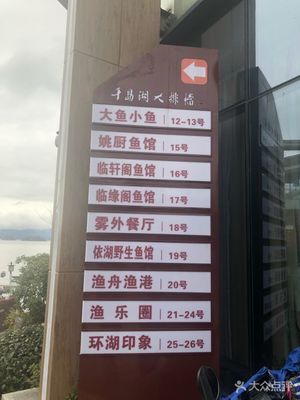 千岛湖大排档
大鱼小鱼 12-13号
姚厨鱼馆 15号
临轩阁鱼馆 16号
临缘阁鱼馆 17号
雾外餐厅 18号
依湖野生鱼馆 19号
渔舟渔港 20号
渔乐圈 21-24号
环湖印象 25-26号
大众点评